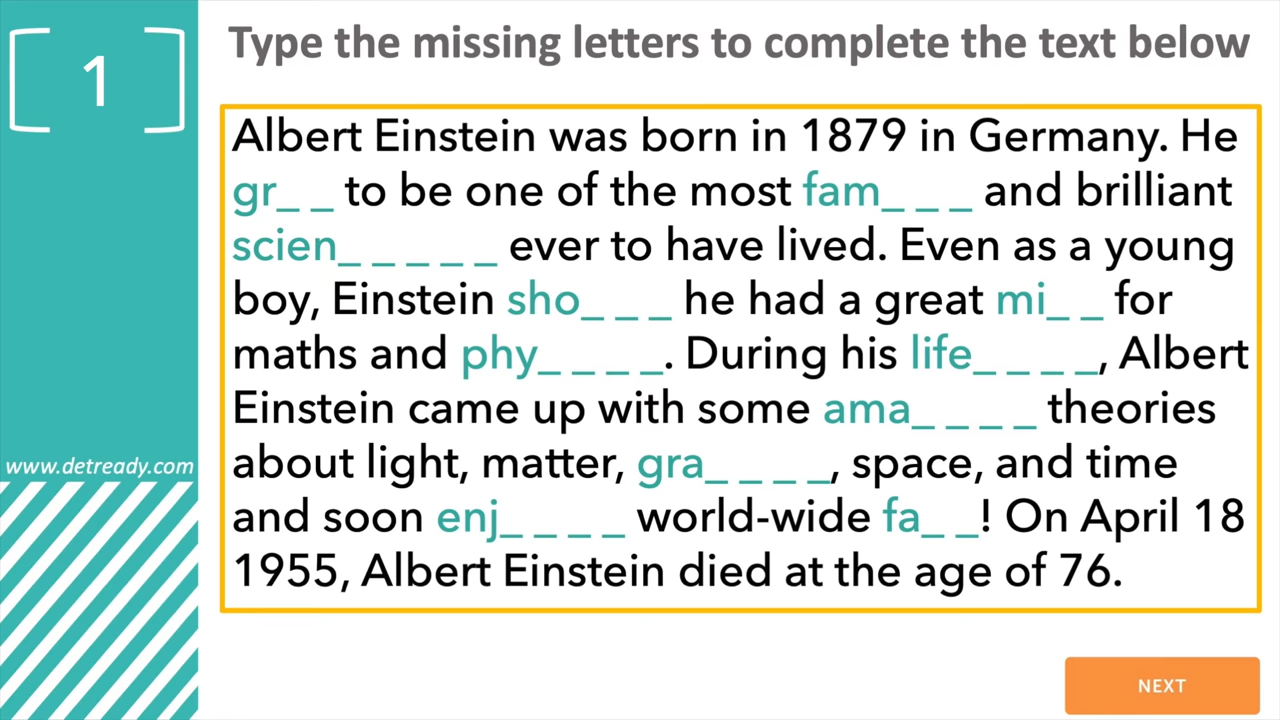 1
Type the missing letters to complete the text below
Albert Einstein was born in 1879 in Germany. He
gr_ _ to be one of the most fam_ _ _ and brilliant
scien_ _ _ _ _ ever to have lived. Even as a young
boy, Einstein sho_ _ _ he had a great mi_ _ for
maths and phy_ _ _ _. During his life_ _ _ _, Albert
Einstein came up with some ama_ _ _ _ theories
about light, matter, gra_ _ _ _, space, and time
and soon enj_ _ _ _ world-wide fa_ _! On April 18
1955, Albert Einstein died at the age of 76.
www.detready.com
NEXT